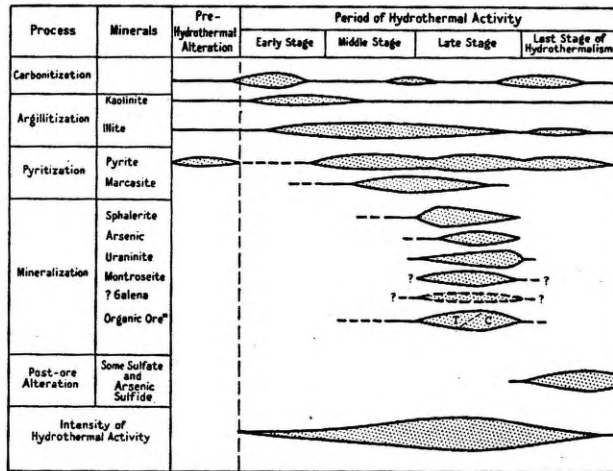 Process
Minerals
Pre-
Hydrothermal
Alteration
Period of Hydrothermal Activity
Early Stage
Middle Stage
Late Stage
Last Stage of
Hydrothermalism
Carbonitization
Argillitization
Kaolinite
Illite
Pyritization
Pyrite
Marcasite
Mineralization
Sphalerite
Arsenic
Uraninite
Montroseite
? ?
? Galena
? ?
Organic Ore"
T C
Post-ore
Alteration
Some Sulfate
and
Arsenic
Sulfide
Intensity of
Hydrothermal Activity